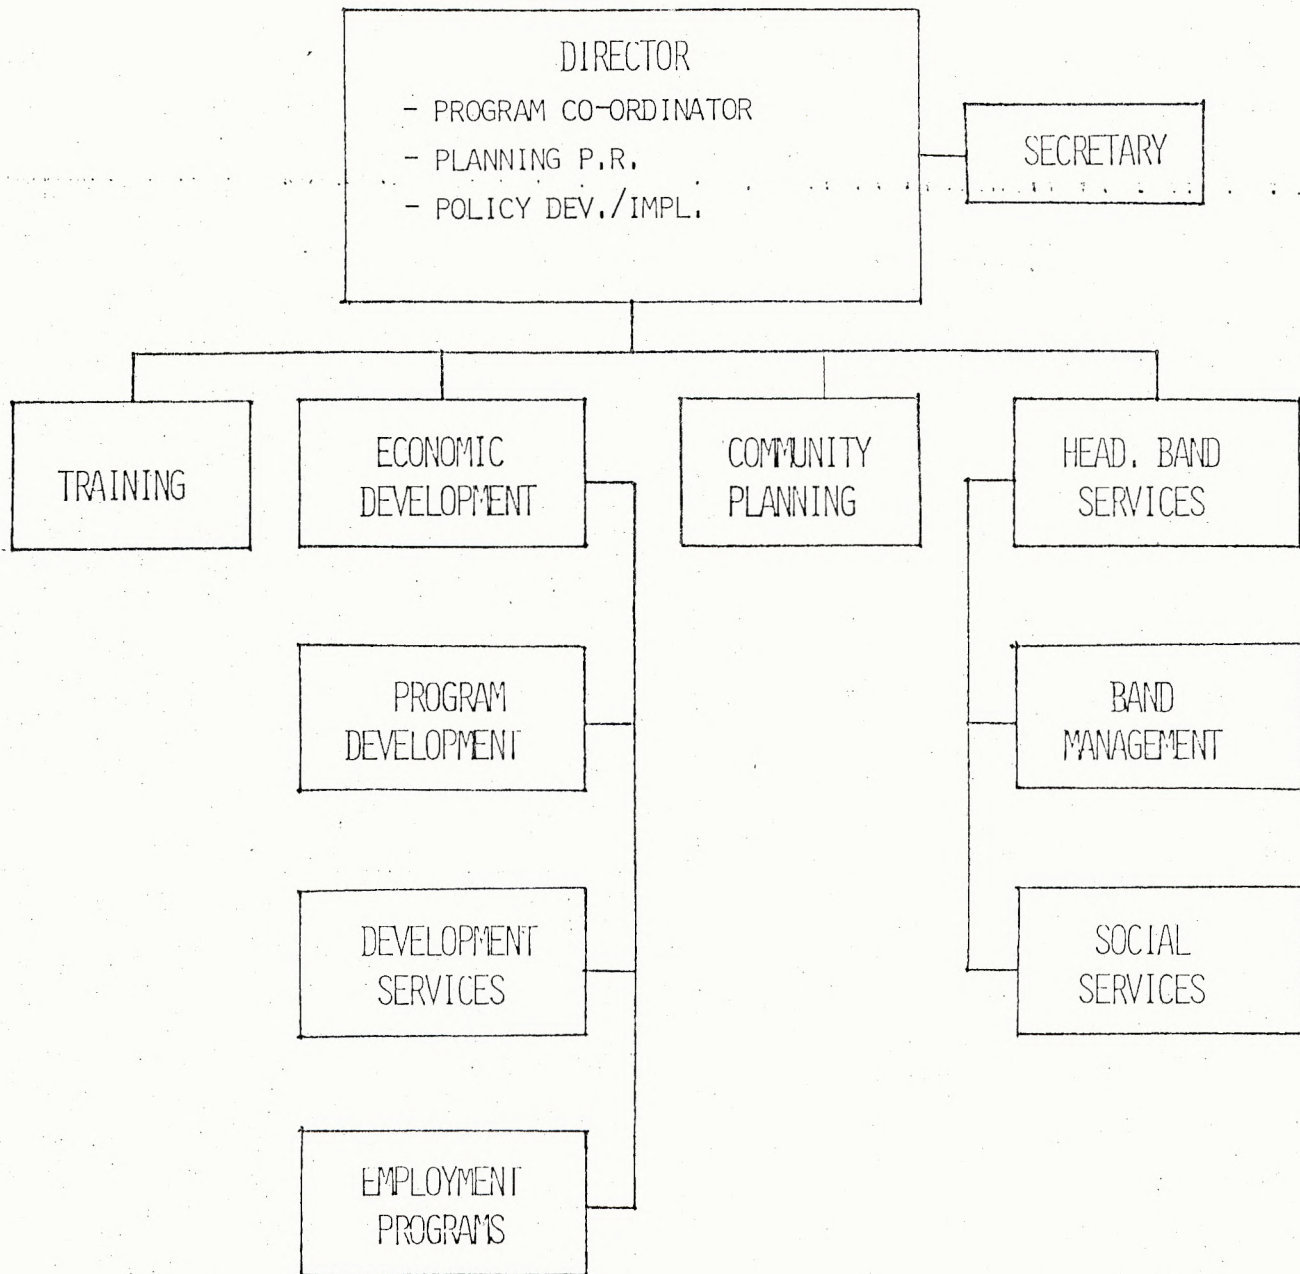 DIRECTOR
- PROGRAM CO-ORDINATOR
- PLANNING P.R.
- POLICY DEV./IMPL.
SECRETARY
TRAINING
ECONOMIC
DEVELOPMENT
COMMUNITY
PLANNING
HEAD. BAND
SERVICES
PROGRAM
DEVELOPMENT
BAND
MANAGEMENT
DEVELOPMENT
SERVICES
SOCIAL
SERVICES
EMPLOYMENT
PROGRAMS